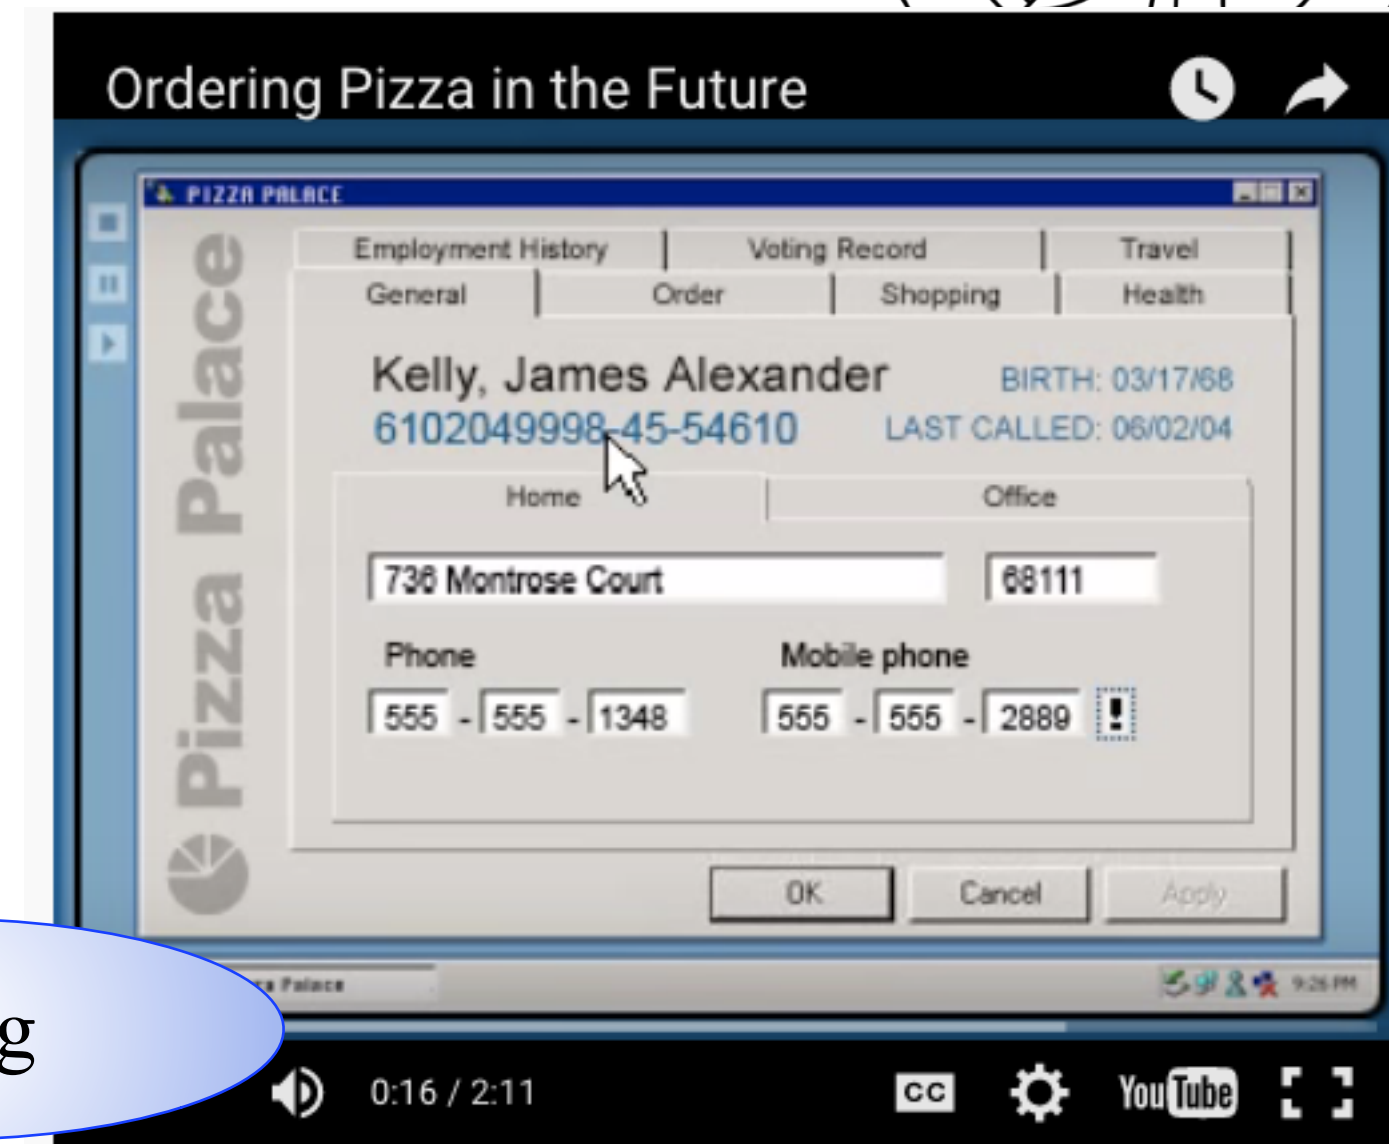 Ordering Pizza in the Future
PIZZA PALACE
Employment History Voting Record Travel
General Order Shopping Health
Pizza Palace
Kelly, James Alexander BIRTH: 03/17/68
6102049998-45-54610 LAST CALLED: 06/02/04
Home Office
736 Montrose Court 68111
Phone Mobile phone
555 - 555 - 1348 555 - 555 - 2889 !
OK Cancel Apply
Palace 9:26 PM
g
0:16 / 2:11 CC YouTube